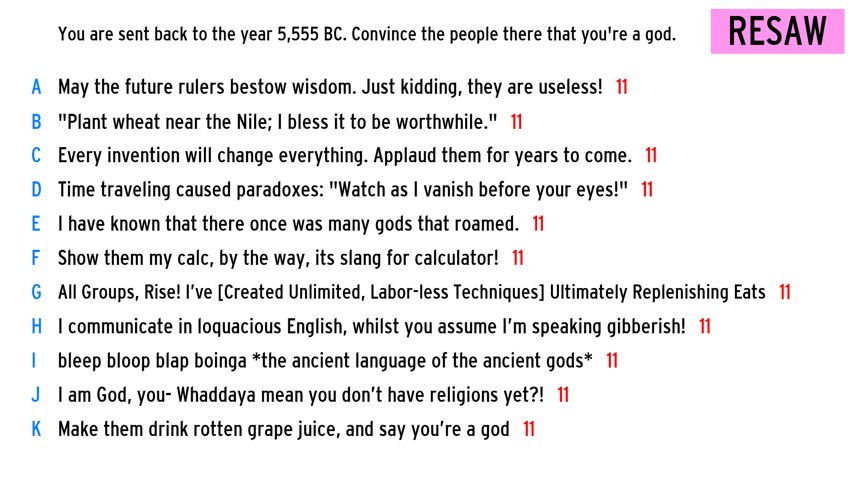 You are sent back to the year 5,555 BC. Convince the people there that you're a god.
RESAW
A May the future rulers bestow wisdom. Just kidding, they are useless! 11
B "Plant wheat near the Nile; I bless it to be worthwhile." 11
C Every invention will change everything. Applaud them for years to come. 11
D Time traveling caused paradoxes: "Watch as I vanish before your eyes!" 11
E I have known that there once was many gods that roamed. 11
F Show them my calc, by the way, its slang for calculator! 11
G All Groups, Rise! I’ve [Created Unlimited, Labor-less Techniques] Ultimately Replenishing Eats 11
H I communicate in loquacious English, whilst you assume I’m speaking gibberish! 11
I bleep bloop blap boinga *the ancient language of the ancient gods* 11
J I am God, you- Whaddaya mean you don’t have religions yet?! 11
K Make them drink rotten grape juice, and say you’re a god 11